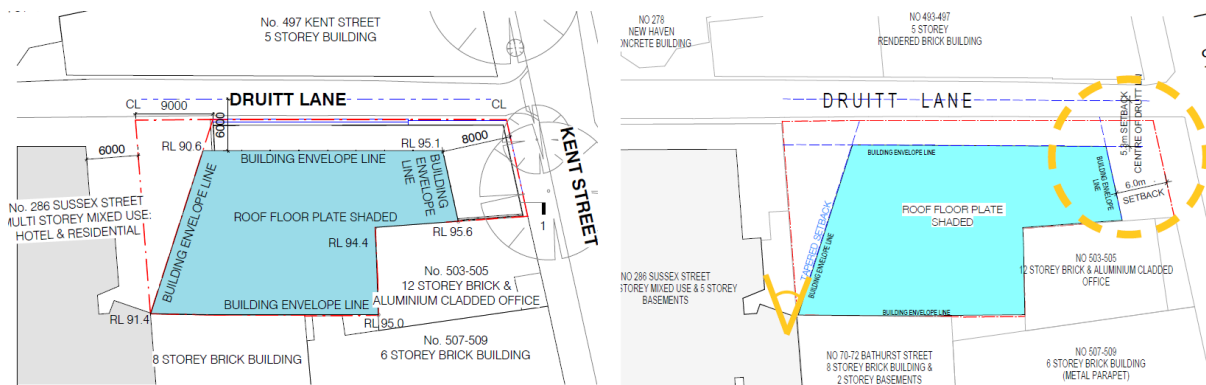 No. 497 KENT STREET
5 STOREY BUILDING
CL
9000
DRUITT LANE
CL
6000
6000
RL 90.6
RL 95.1
8000
BUILDING ENVELOPE LINE
BUILDING
ENVELOPE
LINE
KENT STREET
BUILDING ENVELOPE LINE
No. 286 SUSSEX STREET
MULTI STOREY MIXED USE:
HOTEL & RESIDENTIAL
ROOF FLOOR PLATE SHADED
RL 94.4
RL 95.6
1
No. 503-505
12 STOREY BRICK &
ALUMINIUM CLADDED OFFICE
BUILDING ENVELOPE LINE
RL 91.4
RL 95.0
No. 507-509
6 STOREY BRICK BUILDING
8 STOREY BRICK BUILDING
NO 278
NEW HAVEN
ONCRETE BUILDING
NO 493-497
5 STOREY
RENDERED BRICK BUILDING
DRUITT LANE
SETBACK
CENTRE OF DRUTT LN
BUILDING ENVELOPE LINE
BUILDING ENVELOPE
LINE
6.0m
SETBACK
ROOF FLOOR PLATE
SHADED
TAPERED SETBACK
BUILDING ENVELOPE LINE
NO 286 SUSSEX STREET
STOREY MIXED USE & 5 STOREY
BASEMENTS
NO 503-505
12 STOREY BRICK & ALUMINIUM CLADDED
OFFICE
BUILDING ENVELOPE LINE
NO 70-72 BATHURST STREET
8 STOREY BRICK BUILDING &
2 STOREY BASEMENTS
NO 507-509
6 STOREY BRICK BUILDING
(METAL PARAPET)